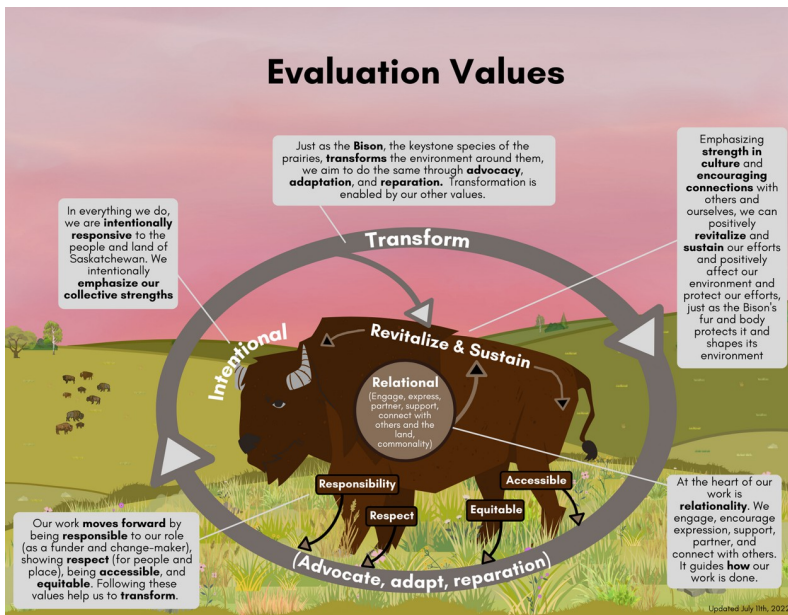 Evaluation Values
Just as the Bison, the keystone species of the
prairies, transforms the environment around them,
we aim to do the same through advocacy,
adaptation, and reparation. Transformation is
enabled by our other values.
Emphasizing
strength in
culture and
encouraging
connections with
others and
ourselves, we can
positively
revitalize and
sustain our efforts
and positively
affect our
environment and
protect our efforts,
just as the Bison's
fur and body
protects it and
shapes its
environment
In everything we do,
we are intentionally
responsive to the
people and land of
Saskatchewan. We
intentionally
emphasize our
collective strengths
Transform
Intentional
Revitalize & Sustain
Relational
(Engage, express,
partner, support,
connect with
others and the
land,
commonality)
Responsibility
Respect
Equitable
Accessible
(Advocate, adapt, reparation)
Our work moves forward by
being responsible to our role
(as a funder and change-maker),
showing respect (for people and
place), being accessible, and
equitable. Following these
values help us to transform.
At the heart of our
work is
relationality. We
engage, encourage
expression, support,
partner, and
connect with others.
It guides how our
work is done.
Updated July 11th, 2022